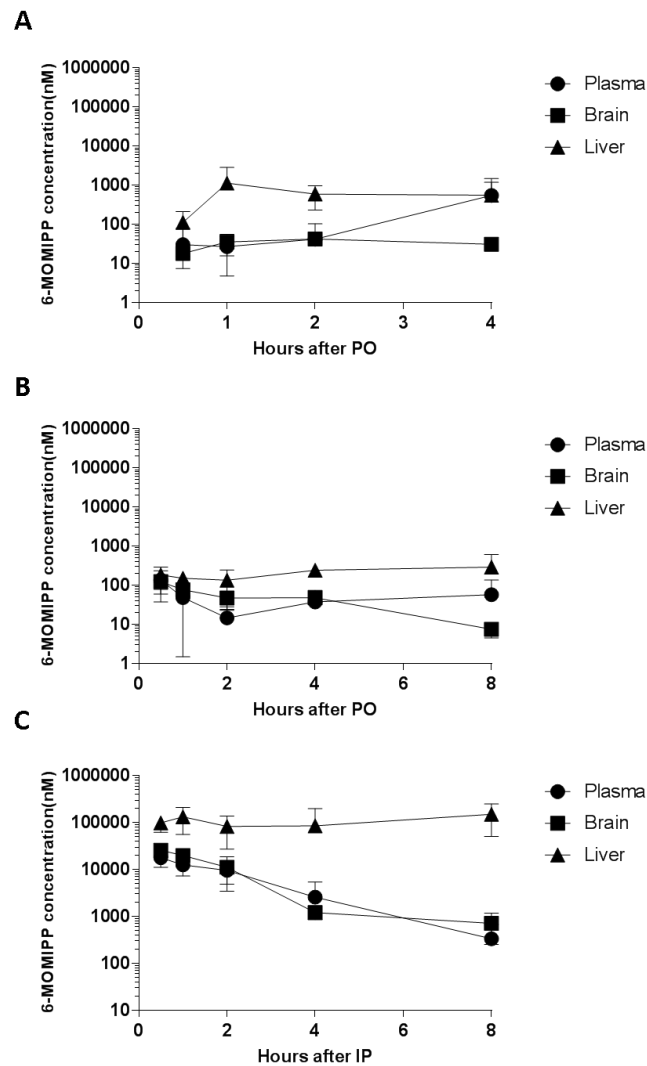 A
6-MOMIPP concentration(nM)
1000000
100000
10000
1000
100
10
1
0 1 2 3 4
Hours after PO
Plasma
Brain
Liver
B
6-MOMIPP concentration(nM)
1000000
100000
10000
1000
100
10
1
0 2 4 6 8
Hours after PO
Plasma
Brain
Liver
C
6-MOMIPP concentration(nM)
1000000
100000
10000
1000
100
10
0 2 4 6 8
Hours after IP
Plasma
Brain
Liver